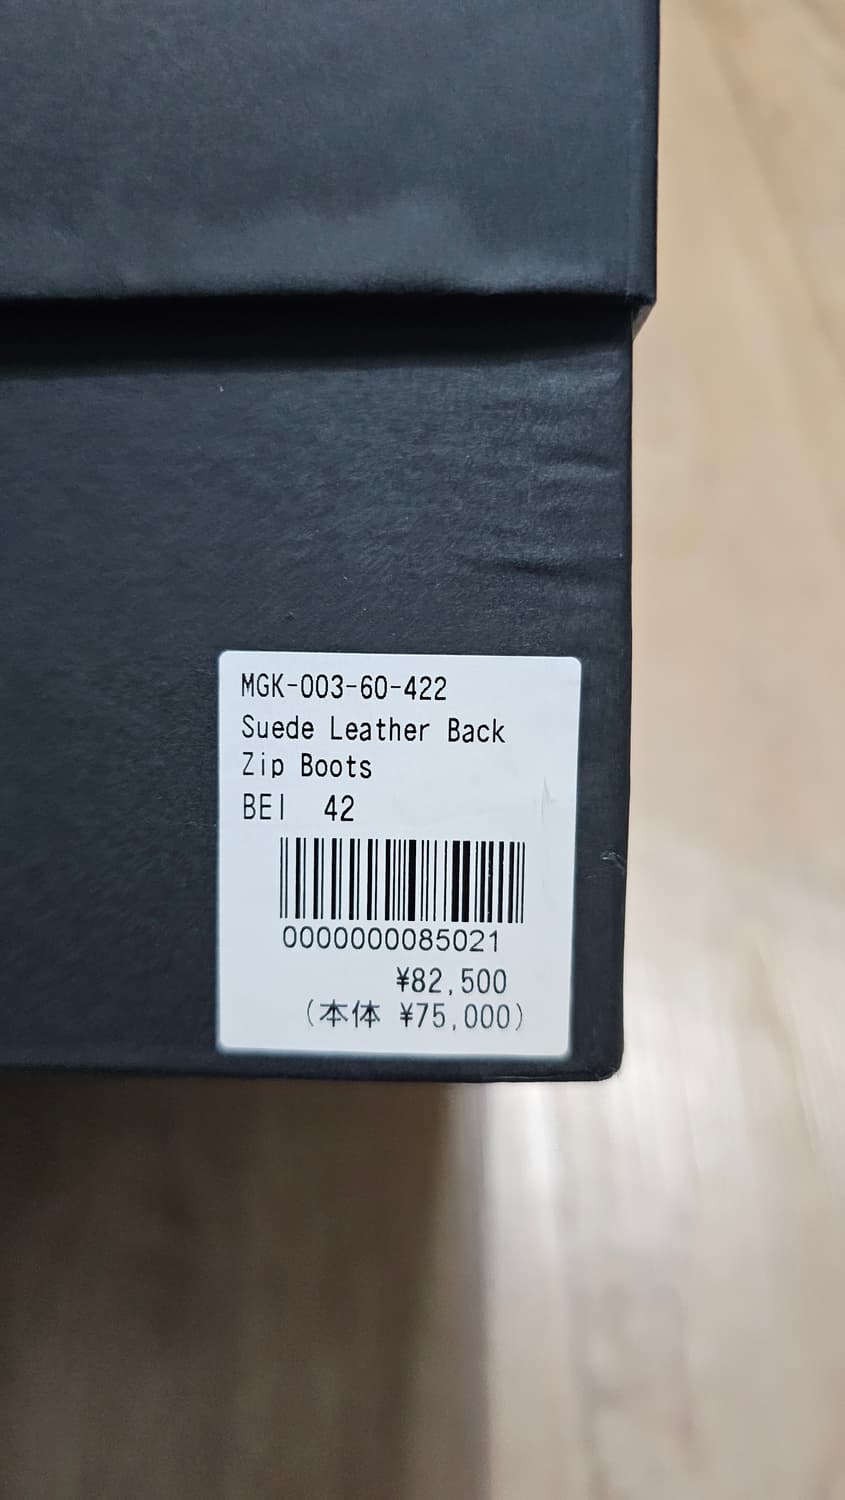 MGK-003-60-422
Suede Leather Back
Zip Boots
BEI 42
0000000085021
¥82,500
(本体 ¥75,000)